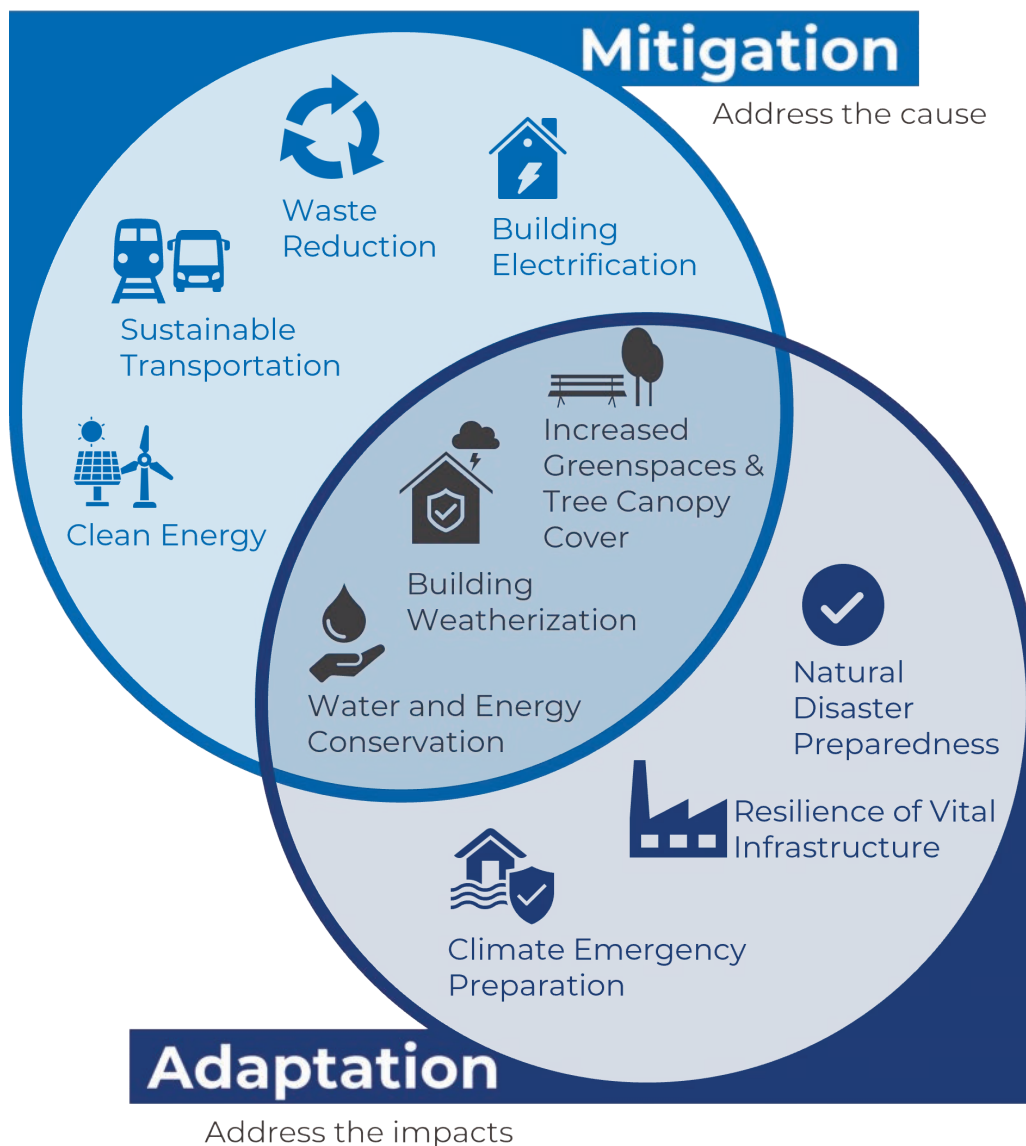 Mitigation
Address the cause
Waste
Reduction
Building
Electrification
Sustainable
Transportation
Clean Energy
Increased
Greenspaces &
Tree Canopy
Cover
Building
Weatherization
Water and Energy
Conservation
Natural
Disaster
Preparedness
Resilience of Vital
Infrastructure
Climate Emergency
Preparation
Adaptation
Address the impacts